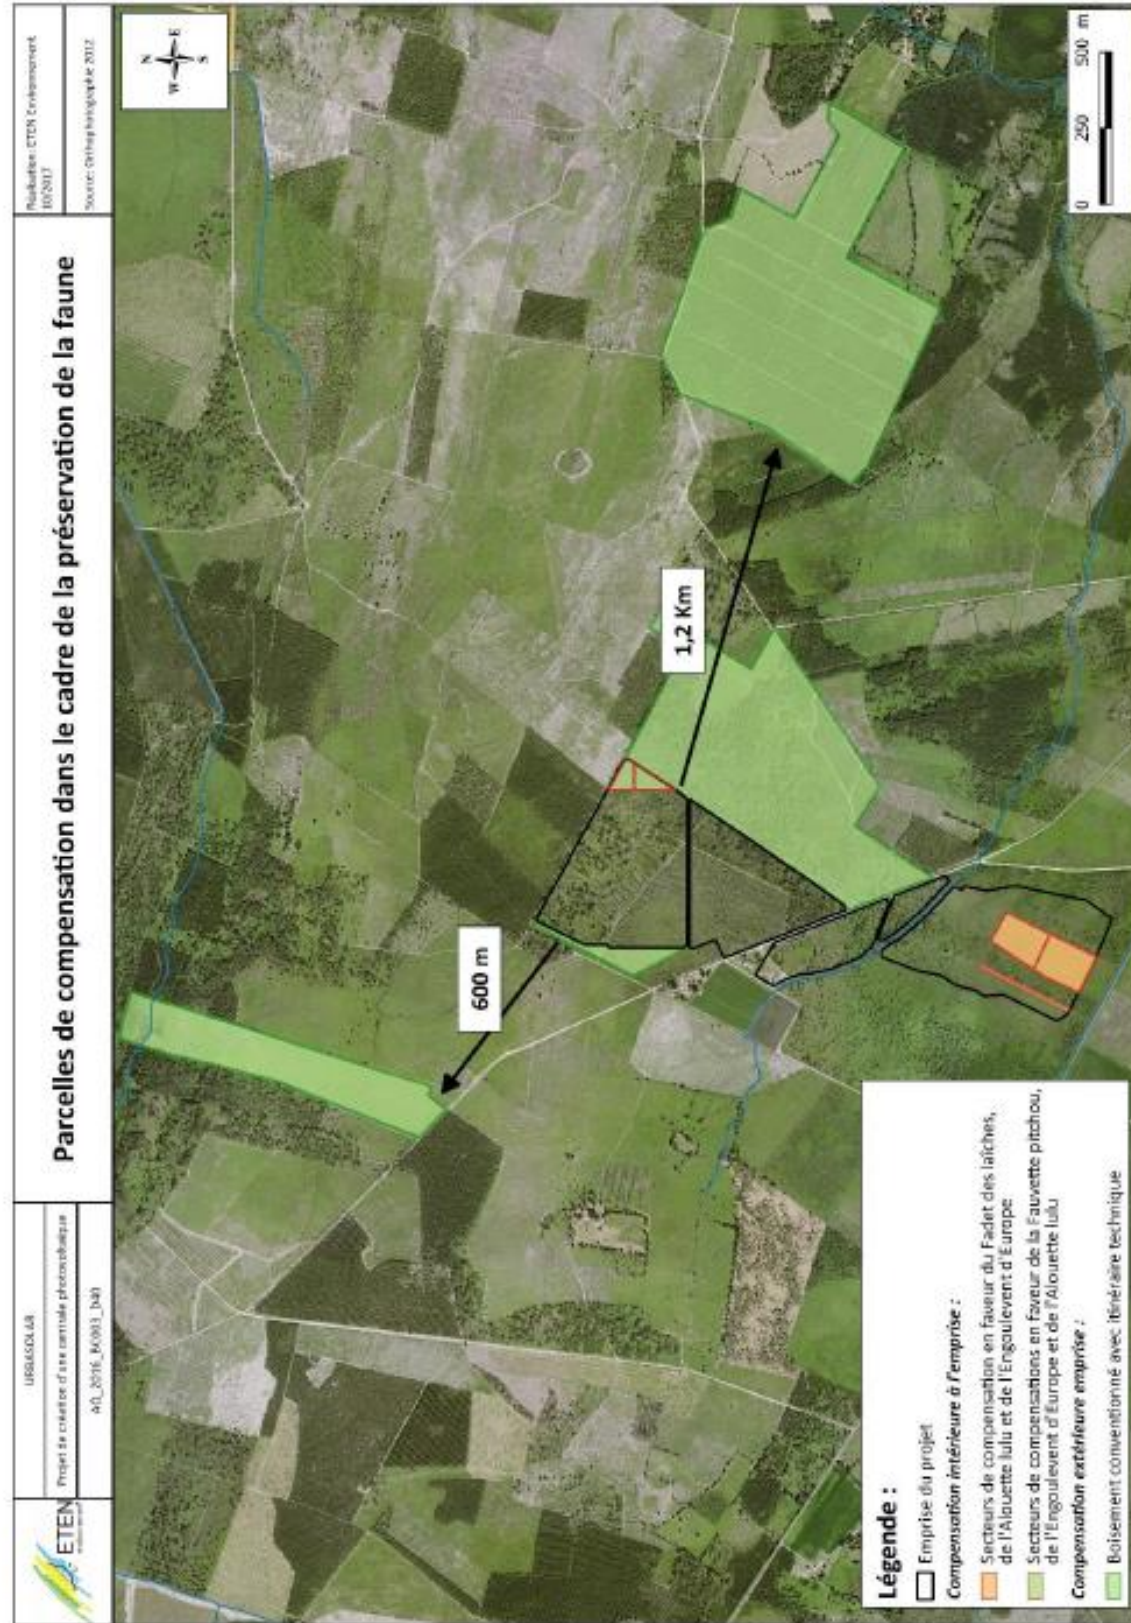 ETEN
URBASOLAR
Projet de création d'une centrale photovoltaïque
Parcelles de compensation dans le cadre de la préservation de la faune
Réalisation: ETEN Environnement
10/2017
Source: Orthophotographie 2012
N
W E
S
600 m
1,2 Km
0 250 500 m
Légende :
Emprise du projet
Compensation intérieure à l'emprise :
Secteurs de compensation en faveur du Fadet des laîches,
de l'Alouette lulu et de l'Engoulevent d'Europe
Secteurs de compensations en faveur de la Fauvette pitchou,
de l'Engoulevent d'Europe et de l'Alouette lulu
Compensation extérieure emprise :
Boisement conventionné avec itinéraire technique